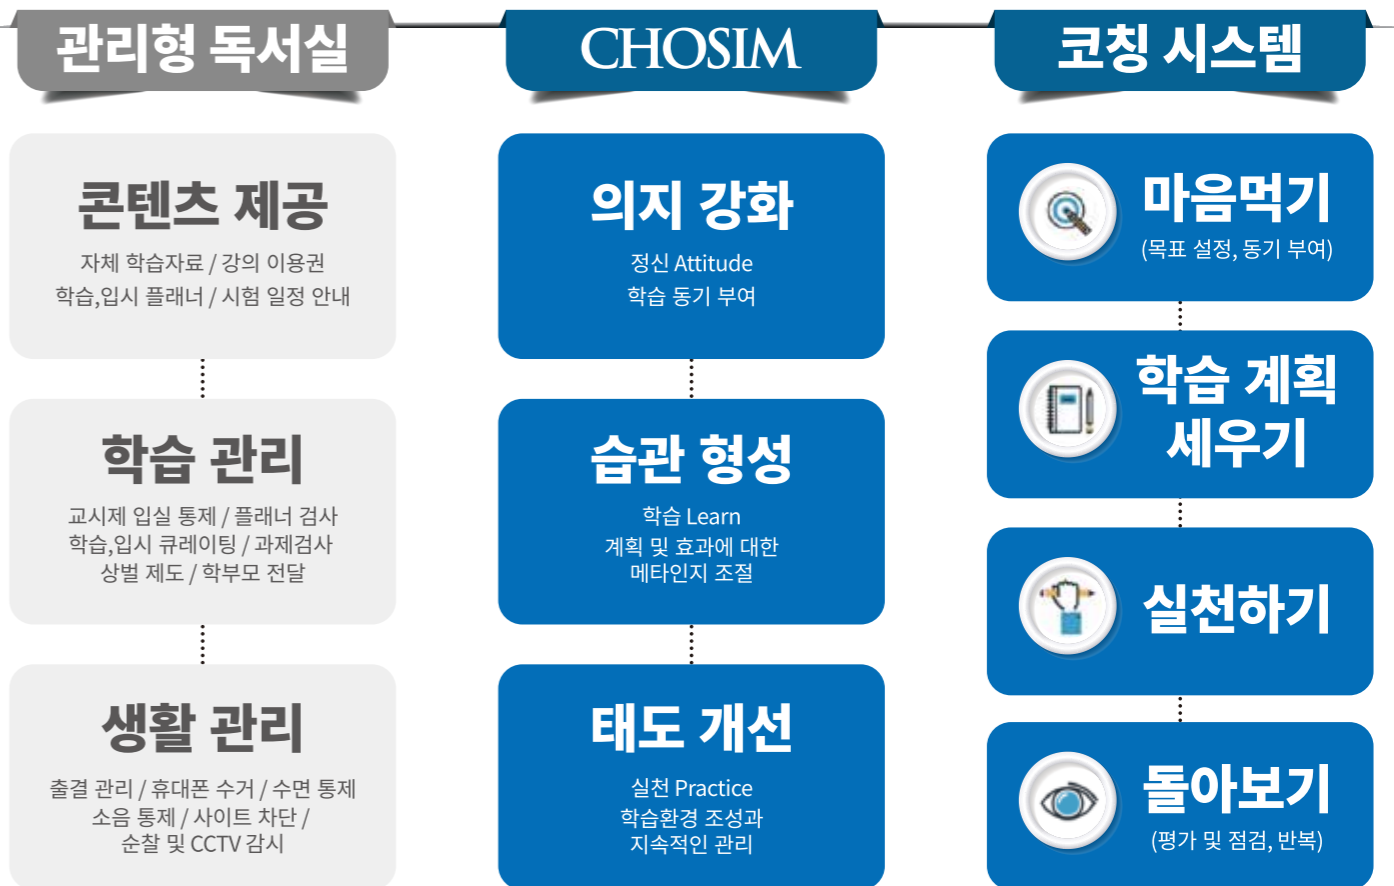 관리형 독서실
콘텐츠 제공
자체 학습자료 / 강의 이용권
학습,입시 플래너 / 시험 일정 안내
학습 관리
교시제 입실 통제 / 플래너 검사
학습,입시 큐레이팅 / 과제검사
상벌 제도 / 학부모 전달
생활 관리
출결 관리 / 휴대폰 수거 / 수면 통제
소음 통제 / 사이트 차단 /
순찰 및 CCTV 감시
CHOSIM
의지 강화
정신 Attitude
학습 동기 부여
습관 형성
학습 Learn
계획 및 효과에 대한
메타인지 조절
태도 개선
실천 Practice
학습환경 조성과
지속적인 관리
코칭 시스템
마음먹기
(목표 설정, 동기 부여)
학습 계획
세우기
실천하기
돌아보기
(평가 및 점검, 반복)